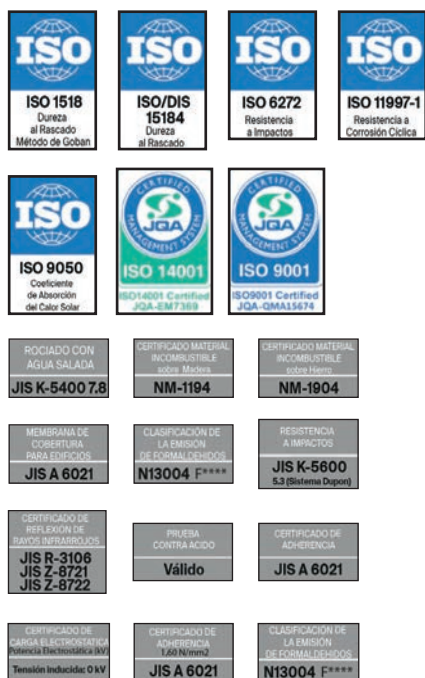 ISO
ISO 1518
Dureza
al Rascado
Método de Goban
ISO
ISO/DIS
15184
Dureza
al Rascado
ISO
ISO 6272
Resistencia
a Impactos
ISO
ISO 11997-1
Resistencia a
Corrosión Cíclica
ISO
ISO 9050
Coeficiente
de Absorción
del Calor Solar
CERTIFIED
JQA
MANAGEMENT SYSTEM
ISO 14001
ISO14001 Certified
JQA-EM7369
CERTIFIED
JQA
MANAGEMENT SYSTEM
ISO 9001
ISO9001 Certified
JQA-QMA15674
ROCIADO CON
AGUA SALADA
JIS K-5400 7.8
CERTIFICADO MATERIAL
INCOMBUSTIBLE
sobre Madera
NM-1194
CERTIFICADO MATERIAL
INCOMBUSTIBLE
sobre Hierro
NM-1904
MEMBRANA DE
COBERTURA
PARA EDIFICIOS
JIS A 6021
CLASIFICACIÓN DE
LA EMISIÓN
DE FORMALDEHIDOS
N13004 F****
RESISTENCIA
A IMPACTOS
JIS K-5600
5.3 (Sistema Dupon)
CERTIFICADO DE
REFLEXIÓN DE
RAYOS INFRARROJOS
JIS R-3106
JIS Z-8721
JIS Z-8722
PRUEBA
CONTRA ACIDO
Válido
CERTIFICADO DE
ADHERENCIA
JIS A 6021
CERTIFICADO DE
CARGA ELECTROSTATICA
Potencia Electrostática (kV)
Tensión Inducida: 0 kV
CERTIFICADO DE
ADHERENCIA
1,60 N/mm2
JIS A 6021
CLASIFICACIÓN DE
LA EMISIÓN
DE FORMALDEHIDOS
N13004 F****